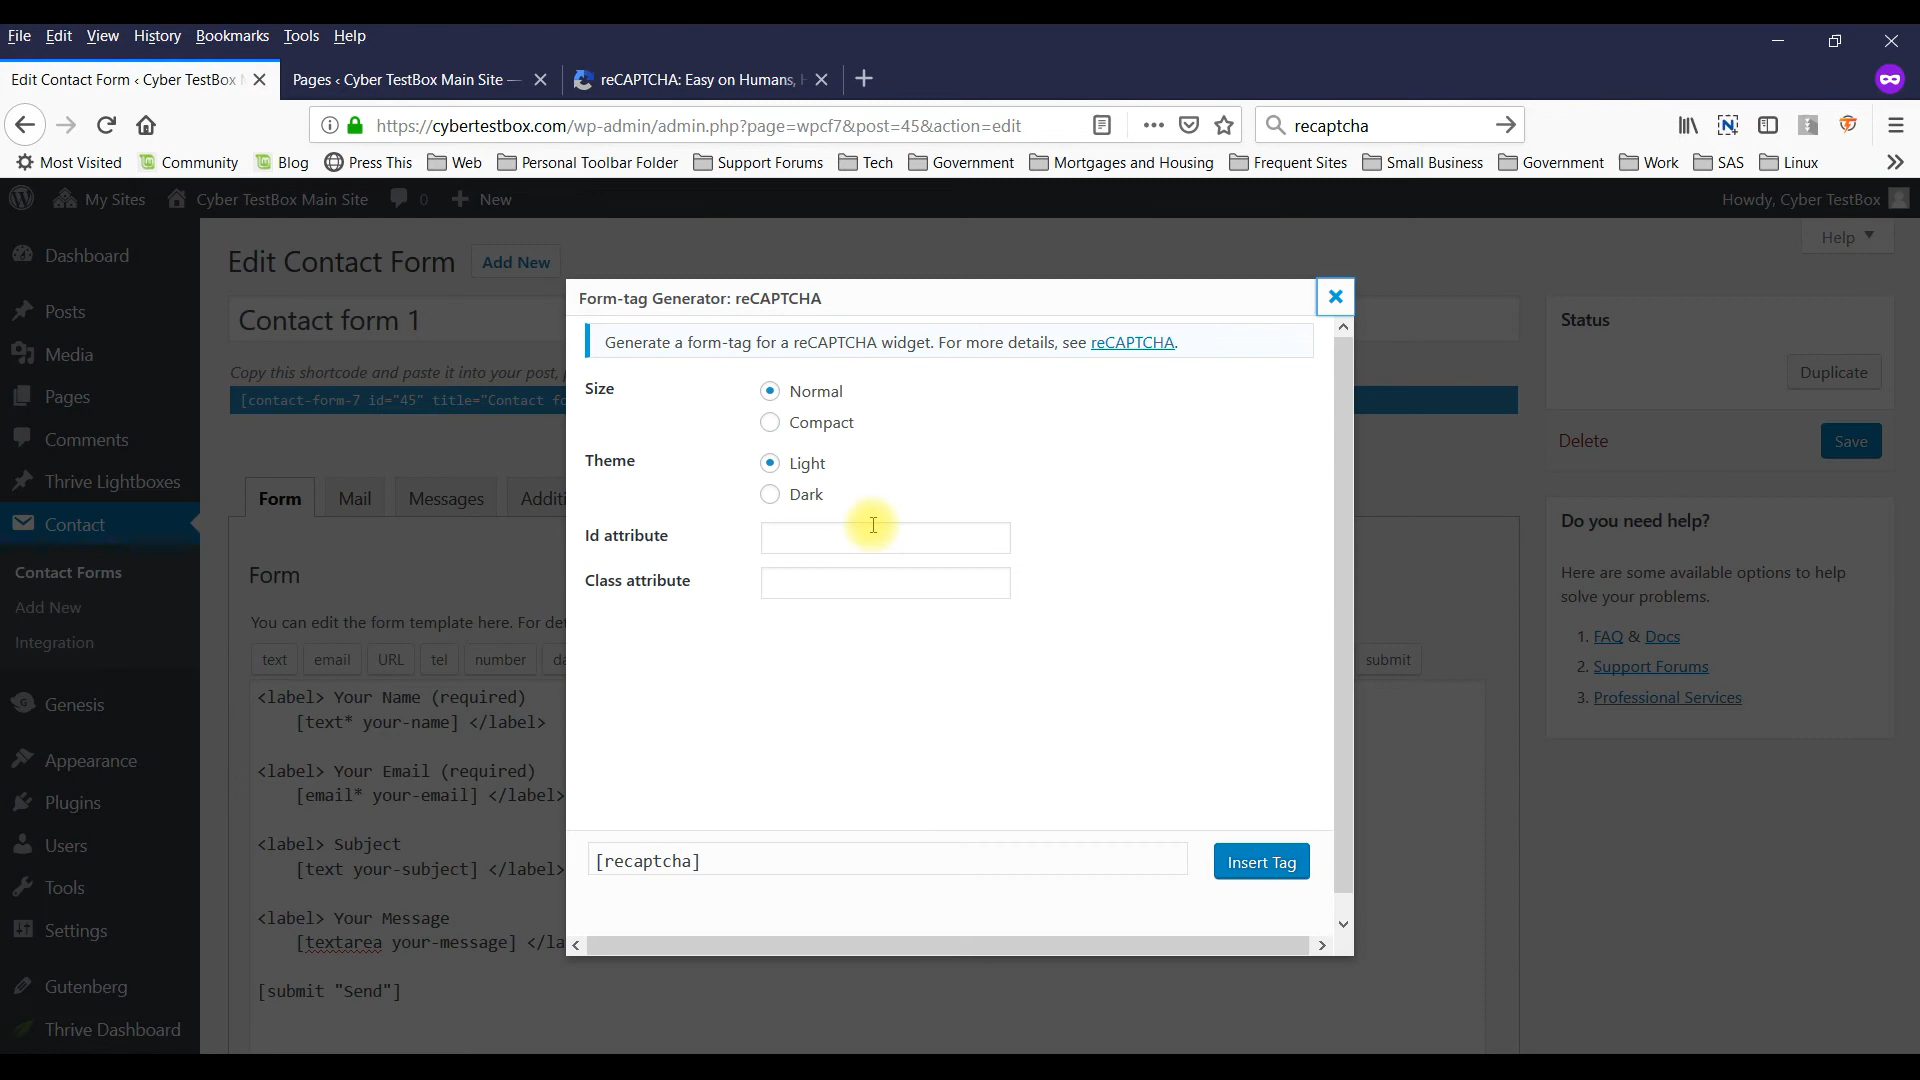 File Edit View History Bookmarks Tools Help
Edit Contact Form ‹ Cyber TestBox
Pages ‹ Cyber TestBox Main Site —
reCAPTCHA: Easy on Humans,
https://cybertestbox.com/wp-admin/admin.php?page=wpcf7&post=45&action=edit
recaptcha
Most Visited Community Blog Press This Web Personal Toolbar Folder Support Forums Tech Government Mortgages and Housing Frequent Sites Small Business Government Work SAS Linux
My Sites Cyber TestBox Main Site 0 New Howdy, Cyber TestBox
Help
Dashboard
Posts
Media
Pages
Comments
Thrive Lightboxes
Contact
Contact Forms
Add New
Integration
Genesis
Appearance
Plugins
Users
Tools
Settings
Gutenberg
Thrive Dashboard
Edit Contact Form Add New
Contact form 1
Copy this shortcode and paste it into your post,
[contact-form-7 id="45" title="Contact fo
Form Mail Messages Additi
Form
You can edit the form template here. For det
text email URL tel number da submit
<label> Your Name (required)
[text* your-name] </label>
<label> Your Email (required)
[email* your-email] </label>
<label> Subject
[text your-subject] </label>
<label> Your Message
[textarea your-message] </la
[submit "Send"]
Form-tag Generator: reCAPTCHA
Generate a form-tag for a reCAPTCHA widget. For more details, see reCAPTCHA.
Size
Normal
Compact
Theme
Light
Dark
Id attribute
Class attribute
[recaptcha]
Insert Tag
Status
Duplicate
Delete
Save
Do you need help?
Here are some available options to help
solve your problems.
1. FAQ & Docs
2. Support Forums
3. Professional Services